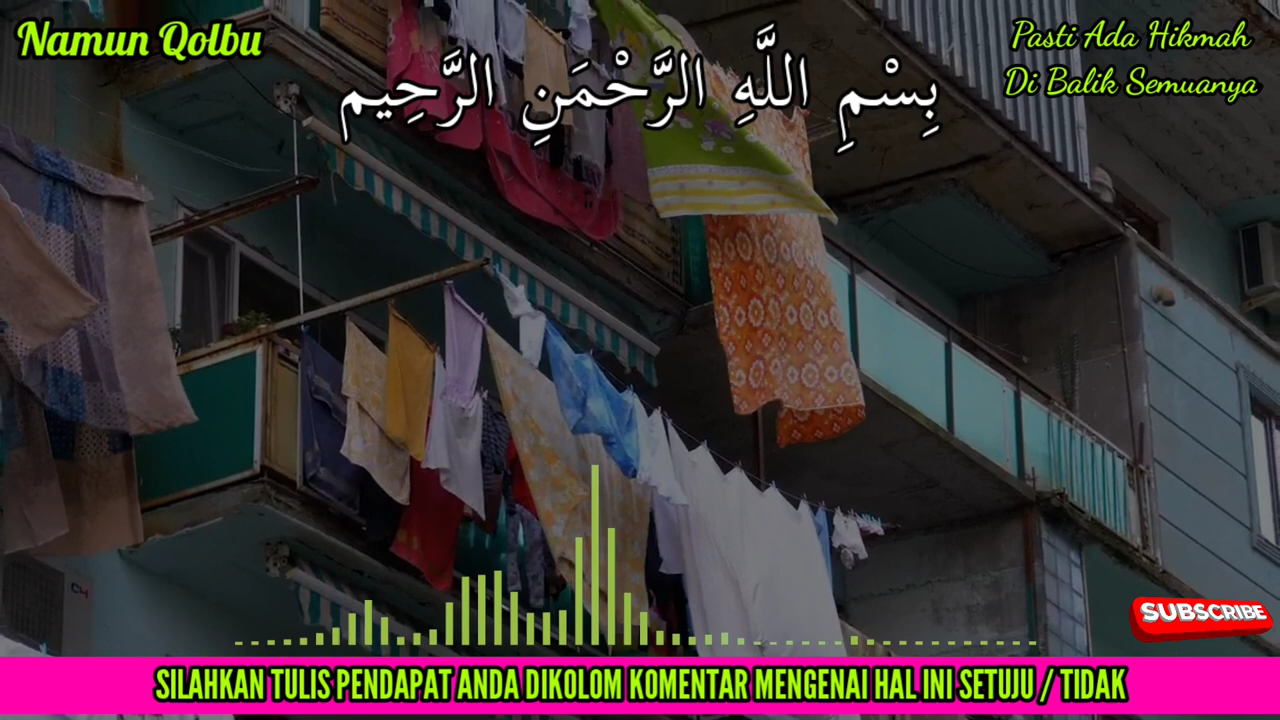 Namun Qolbu
Pasti Ada Hikmah
Di Balik Semuanya
بِسْمِ اللَّهِ الرَّحْمَنِ الرَّحِيم
SUBSCRIBE
SILAHKAN TULIS PENDAPAT ANDA DIKOLOM KOMENTAR MENGENAI HAL INI SETUJU / TIDAK